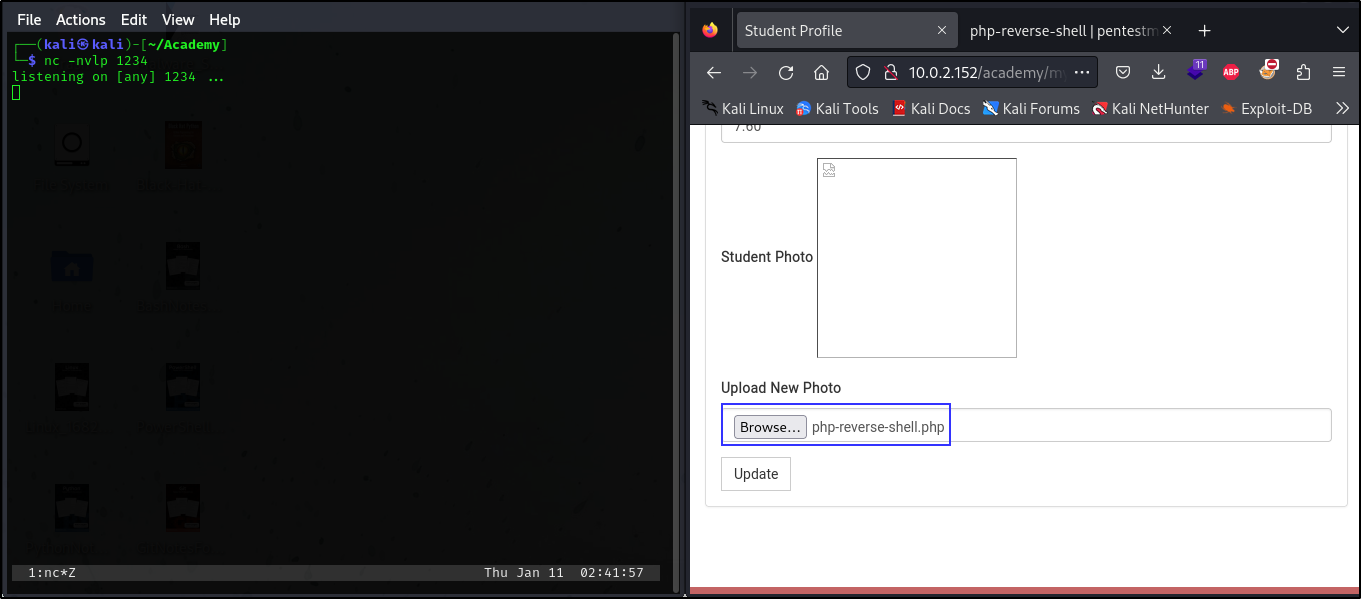 File Actions Edit View Help
┌──(kali㉿kali)-[~/Academy]
└─$ nc -nvlp 1234
listening on [any] 1234 ...
1:nc*Z Thu Jan 11 02:41:57
Student Profile
php-reverse-shell | pentestm
10.0.2.152/academy/my
11
ABP
Kali Linux Kali Tools Kali Docs Kali Forums Kali NetHunter Exploit-DB
7.60
Student Photo
Upload New Photo
Browse... php-reverse-shell.php
Update